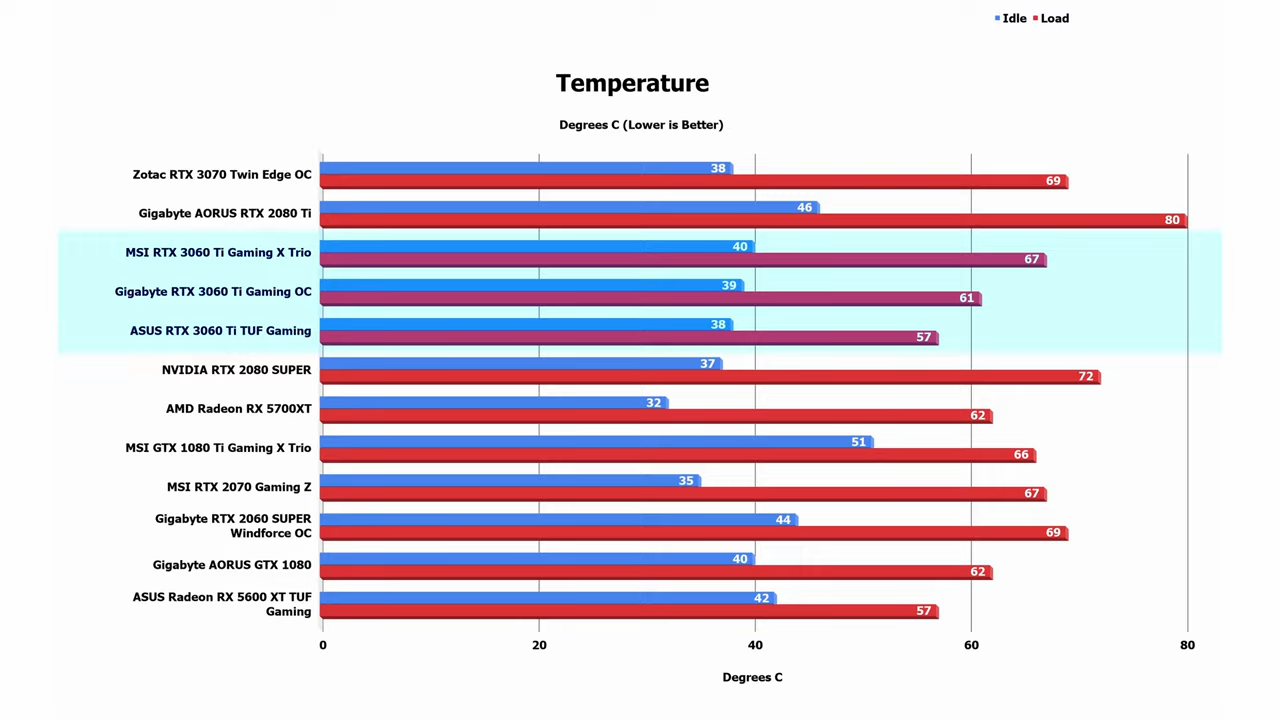 Idle Load
Temperature
Degrees C (Lower is Better)
Zotac RTX 3070 Twin Edge OC 38
69
Gigabyte AORUS RTX 2080 Ti 46
80
MSI RTX 3060 Ti Gaming X Trio 40
67
Gigabyte RTX 3060 Ti Gaming OC 39
61
ASUS RTX 3060 Ti TUF Gaming 38
57
NVIDIA RTX 2080 SUPER 37
72
AMD Radeon RX 5700XT 32
62
MSI GTX 1080 Ti Gaming X Trio 51
66
MSI RTX 2070 Gaming Z 35
67
Gigabyte RTX 2060 SUPER 44
Windforce OC 69
Gigabyte AORUS GTX 1080 40
62
ASUS Radeon RX 5600 XT TUF 42
Gaming 57
0 20 40 60 80
Degrees C